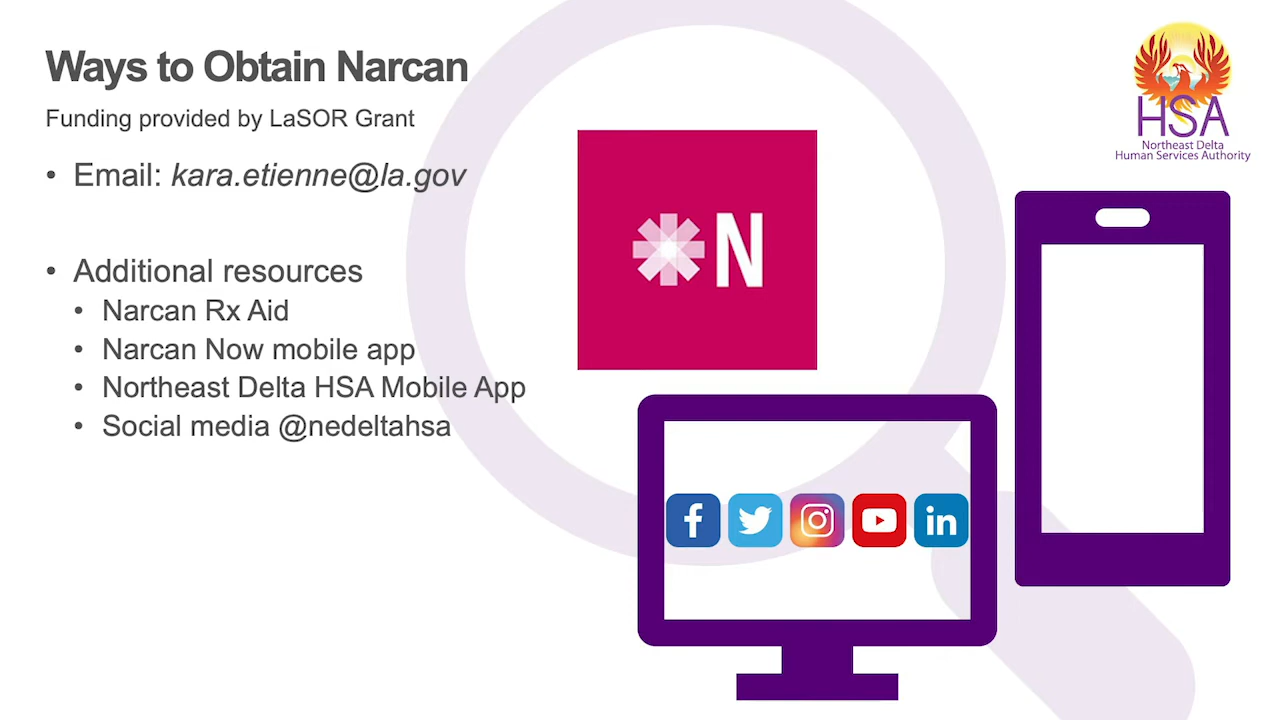 Ways to Obtain Narcan
Funding provided by LaSOR Grant
• Email: kara.etienne@la.gov
• Additional resources
• Narcan Rx Aid
• Narcan Now mobile app
• Northeast Delta HSA Mobile App
• Social media @nedeltahsa
N
HSA
Northeast Delta
Human Services Authority
f
in